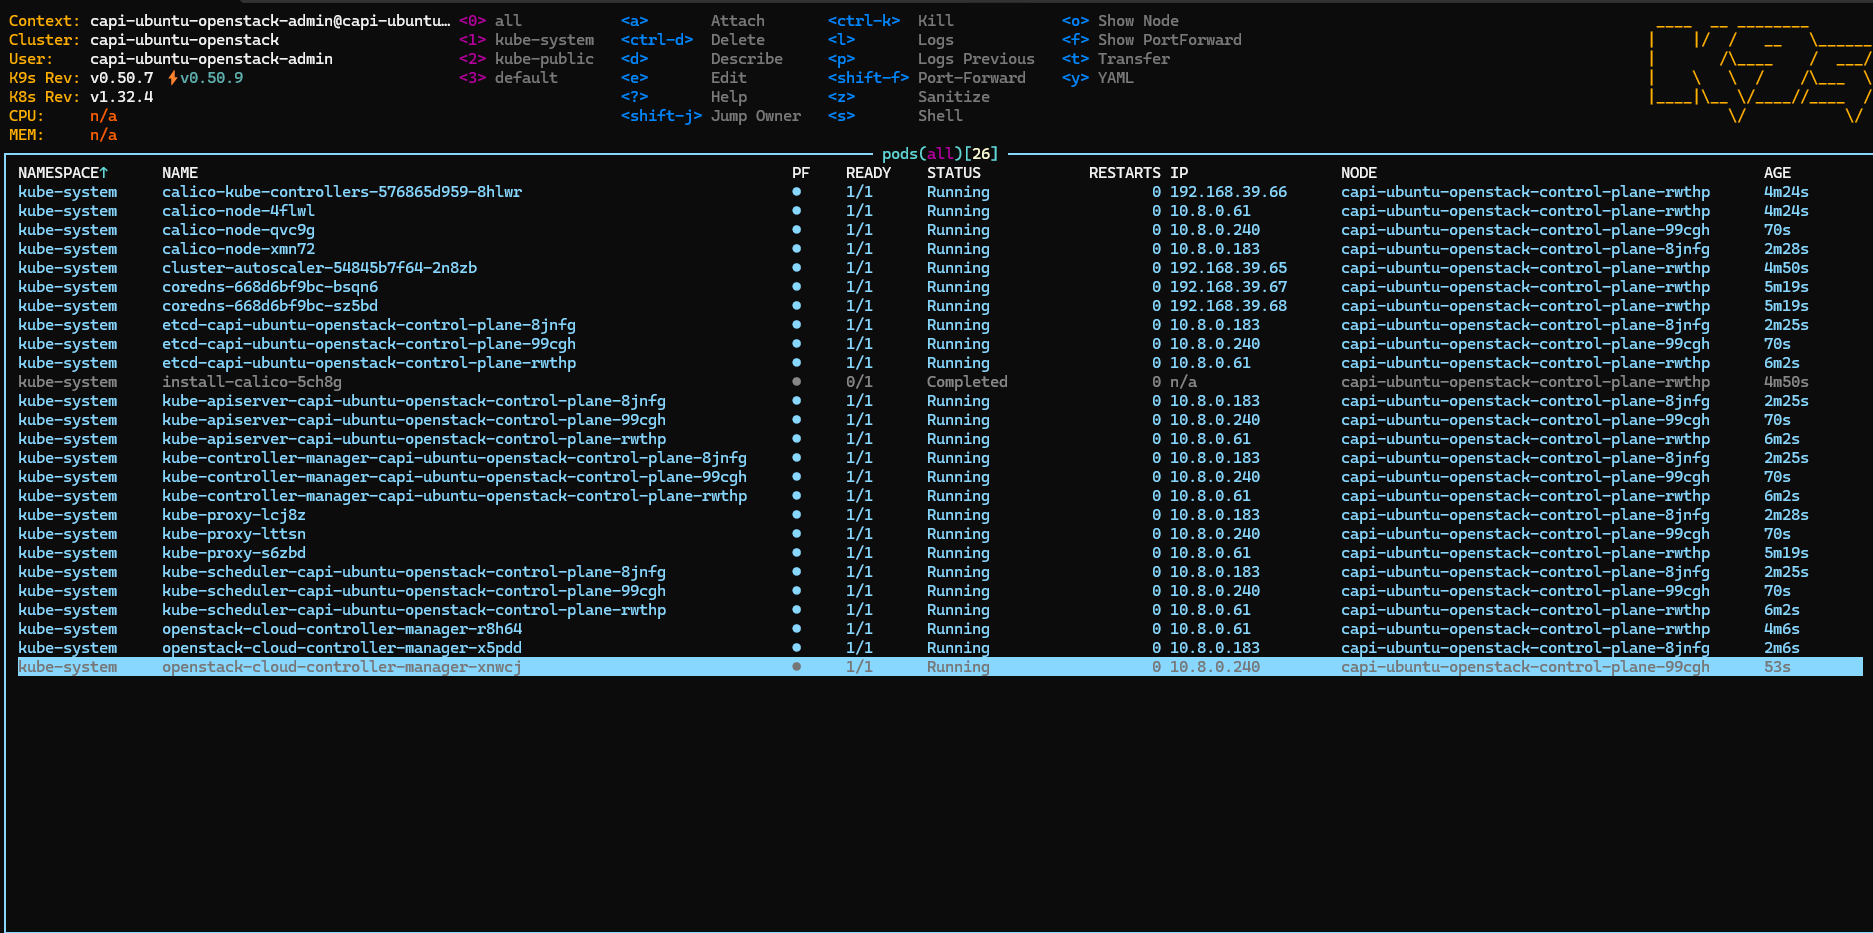 Context: capi-ubuntu-openstack-admin@capi-ubuntu… <0> all <a> Attach <ctrl-k> Kill <o> Show Node
Cluster: capi-ubuntu-openstack <1> kube-system <ctrl-d> Delete <l> Logs <f> Show PortForward
User: capi-ubuntu-openstack-admin <2> kube-public <d> Describe <p> Logs Previous <t> Transfer
K9s Rev: v0.50.7 ⚡v0.50.9 <3> default <e> Edit <shift-f> Port-Forward <y> YAML
K8s Rev: v1.32.4 <?> Help <z> Sanitize
CPU: n/a <shift-j> Jump Owner <s> Shell
MEM: n/a
pods(all)[26]
NAMESPACE↑ NAME PF READY STATUS RESTARTS IP NODE AGE
kube-system calico-kube-controllers-576865d959-8hlwr ● 1/1 Running 0 192.168.39.66 capi-ubuntu-openstack-control-plane-rwthp 4m24s
kube-system calico-node-4flwl ● 1/1 Running 0 10.8.0.61 capi-ubuntu-openstack-control-plane-rwthp 4m24s
kube-system calico-node-qvc9g ● 1/1 Running 0 10.8.0.240 capi-ubuntu-openstack-control-plane-99cgh 70s
kube-system calico-node-xmn72 ● 1/1 Running 0 10.8.0.183 capi-ubuntu-openstack-control-plane-8jnfg 2m28s
kube-system cluster-autoscaler-54845b7f64-2n8zb ● 1/1 Running 0 192.168.39.65 capi-ubuntu-openstack-control-plane-rwthp 4m50s
kube-system coredns-668d6bf9bc-bsqn6 ● 1/1 Running 0 192.168.39.67 capi-ubuntu-openstack-control-plane-rwthp 5m19s
kube-system coredns-668d6bf9bc-sz5bd ● 1/1 Running 0 192.168.39.68 capi-ubuntu-openstack-control-plane-rwthp 5m19s
kube-system etcd-capi-ubuntu-openstack-control-plane-8jnfg ● 1/1 Running 0 10.8.0.183 capi-ubuntu-openstack-control-plane-8jnfg 2m25s
kube-system etcd-capi-ubuntu-openstack-control-plane-99cgh ● 1/1 Running 0 10.8.0.240 capi-ubuntu-openstack-control-plane-99cgh 70s
kube-system etcd-capi-ubuntu-openstack-control-plane-rwthp ● 1/1 Running 0 10.8.0.61 capi-ubuntu-openstack-control-plane-rwthp 6m2s
kube-system install-calico-5ch8g ● 0/1 Completed 0 n/a capi-ubuntu-openstack-control-plane-rwthp 4m50s
kube-system kube-apiserver-capi-ubuntu-openstack-control-plane-8jnfg ● 1/1 Running 0 10.8.0.183 capi-ubuntu-openstack-control-plane-8jnfg 2m25s
kube-system kube-apiserver-capi-ubuntu-openstack-control-plane-99cgh ● 1/1 Running 0 10.8.0.240 capi-ubuntu-openstack-control-plane-99cgh 70s
kube-system kube-apiserver-capi-ubuntu-openstack-control-plane-rwthp ● 1/1 Running 0 10.8.0.61 capi-ubuntu-openstack-control-plane-rwthp 6m2s
kube-system kube-controller-manager-capi-ubuntu-openstack-control-plane-8jnfg ● 1/1 Running 0 10.8.0.183 capi-ubuntu-openstack-control-plane-8jnfg 2m25s
kube-system kube-controller-manager-capi-ubuntu-openstack-control-plane-99cgh ● 1/1 Running 0 10.8.0.240 capi-ubuntu-openstack-control-plane-99cgh 70s
kube-system kube-controller-manager-capi-ubuntu-openstack-control-plane-rwthp ● 1/1 Running 0 10.8.0.61 capi-ubuntu-openstack-control-plane-rwthp 6m2s
kube-system kube-proxy-lcj8z ● 1/1 Running 0 10.8.0.183 capi-ubuntu-openstack-control-plane-8jnfg 2m28s
kube-system kube-proxy-lttsn ● 1/1 Running 0 10.8.0.240 capi-ubuntu-openstack-control-plane-99cgh 70s
kube-system kube-proxy-s6zbd ● 1/1 Running 0 10.8.0.61 capi-ubuntu-openstack-control-plane-rwthp 5m19s
kube-system kube-scheduler-capi-ubuntu-openstack-control-plane-8jnfg ● 1/1 Running 0 10.8.0.183 capi-ubuntu-openstack-control-plane-8jnfg 2m25s
kube-system kube-scheduler-capi-ubuntu-openstack-control-plane-99cgh ● 1/1 Running 0 10.8.0.240 capi-ubuntu-openstack-control-plane-99cgh 70s
kube-system kube-scheduler-capi-ubuntu-openstack-control-plane-rwthp ● 1/1 Running 0 10.8.0.61 capi-ubuntu-openstack-control-plane-rwthp 6m2s
kube-system openstack-cloud-controller-manager-r8h64 ● 1/1 Running 0 10.8.0.61 capi-ubuntu-openstack-control-plane-rwthp 4m6s
kube-system openstack-cloud-controller-manager-x5pdd ● 1/1 Running 0 10.8.0.183 capi-ubuntu-openstack-control-plane-8jnfg 2m6s
kube-system openstack-cloud-controller-manager-xnwcj ● 1/1 Running 0 10.8.0.240 capi-ubuntu-openstack-control-plane-99cgh 53s